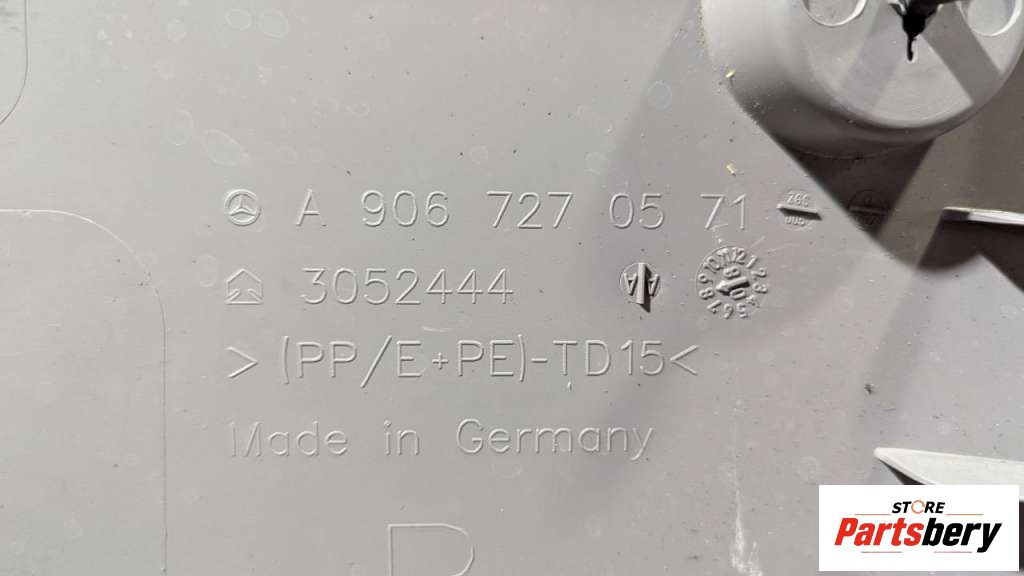 A 906 727 05 71
3052444
>(PP/E+PE)-TD15<
Made in Germany
R
STORE
Partsbery